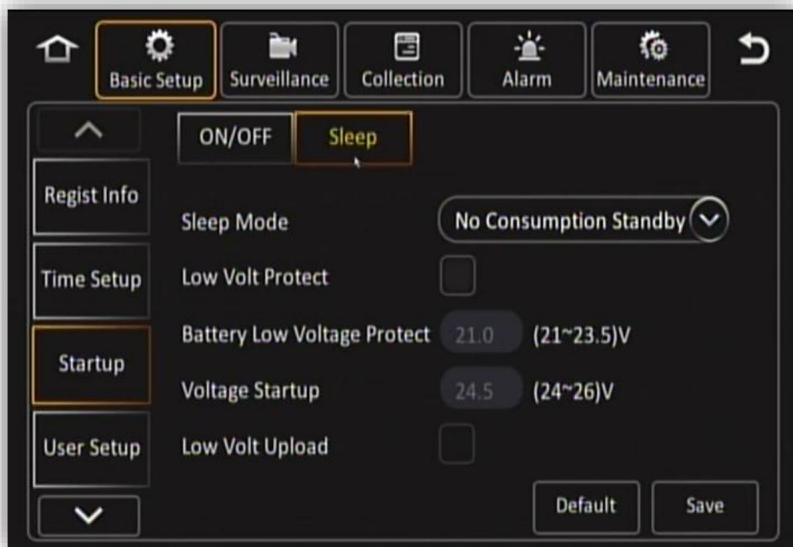 Basic Setup Surveillance Collection Alarm Maintenance
ON/OFF Sleep
Regist Info
Time Setup
Startup
User Setup
Sleep Mode No Consumption Standby
Low Volt Protect
Battery Low Voltage Protect 21.0 (21~23.5)V
Voltage Startup 24.5 (24~26)V
Low Volt Upload
Default Save